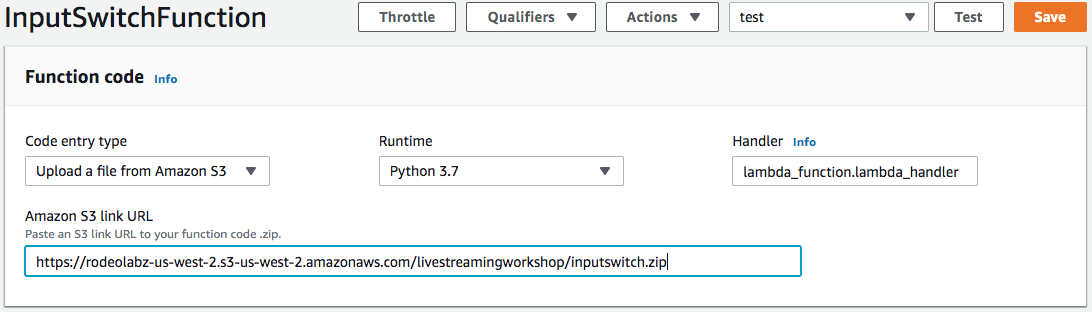 InputSwitchFunction
Throttle
Qualifiers
Actions
test
Test
Save
Function code Info
Code entry type
Runtime
Handler Info
Upload a file from Amazon S3
Python 3.7
lambda_function.lambda_handler
Amazon S3 link URL
Paste an S3 link URL to your function code .zip.
https://rodeolabz-us-west-2.s3-us-west-2.amazonaws.com/livestreamingworkshop/inputswitch.zip